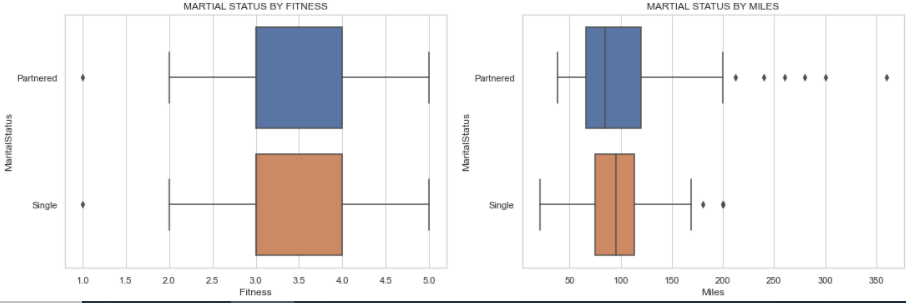 MARTIAL STATUS BY FITNESS
Partnered
Single
MaritalStatus
1.0 1.5 2.0 2.5 3.0 3.5 4.0 4.5 5.0
Fitness
MARTIAL STATUS BY MILES
Partnered
Single
MaritalStatus
50 100 150 200 250 300 350
Miles